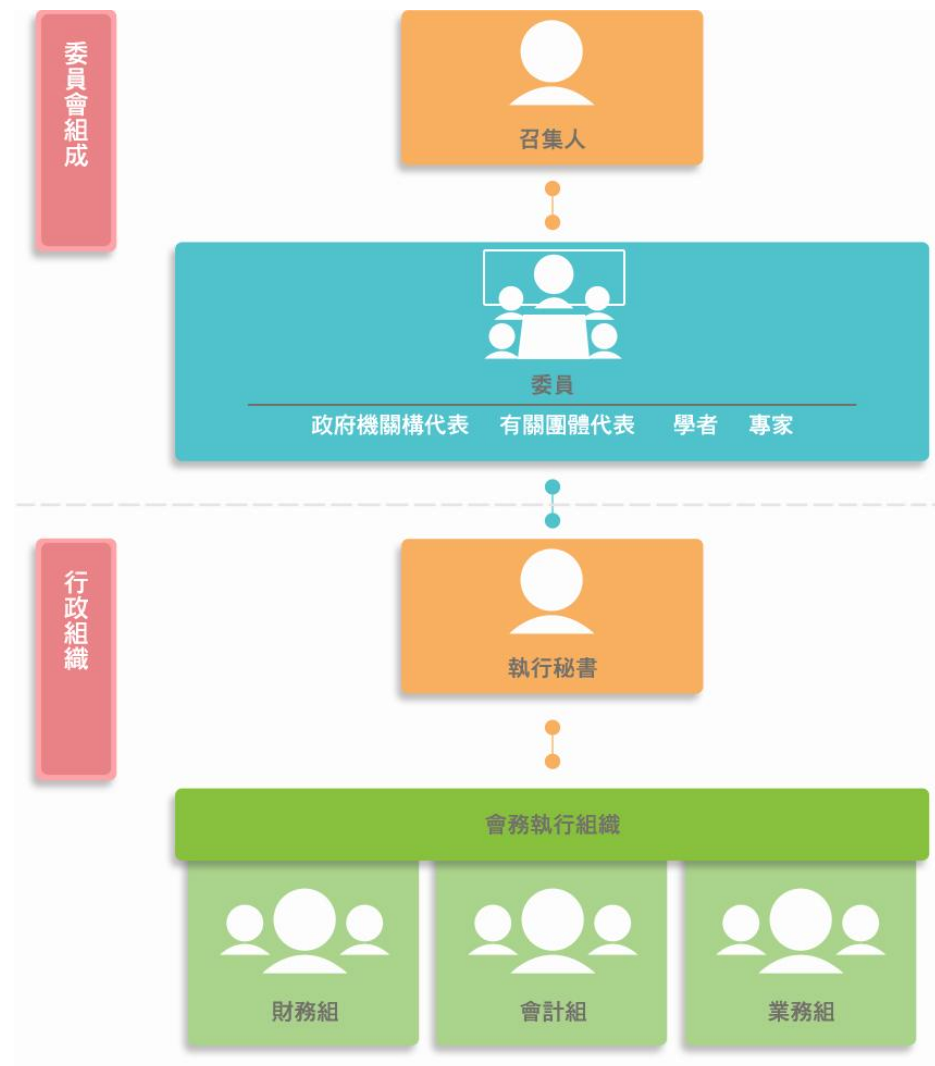 委員會組成
召集人
委員
政府機關構代表 有關團體代表 學者 專家
行政組織
執行秘書
會務執行組織
財務組 會計組 業務組